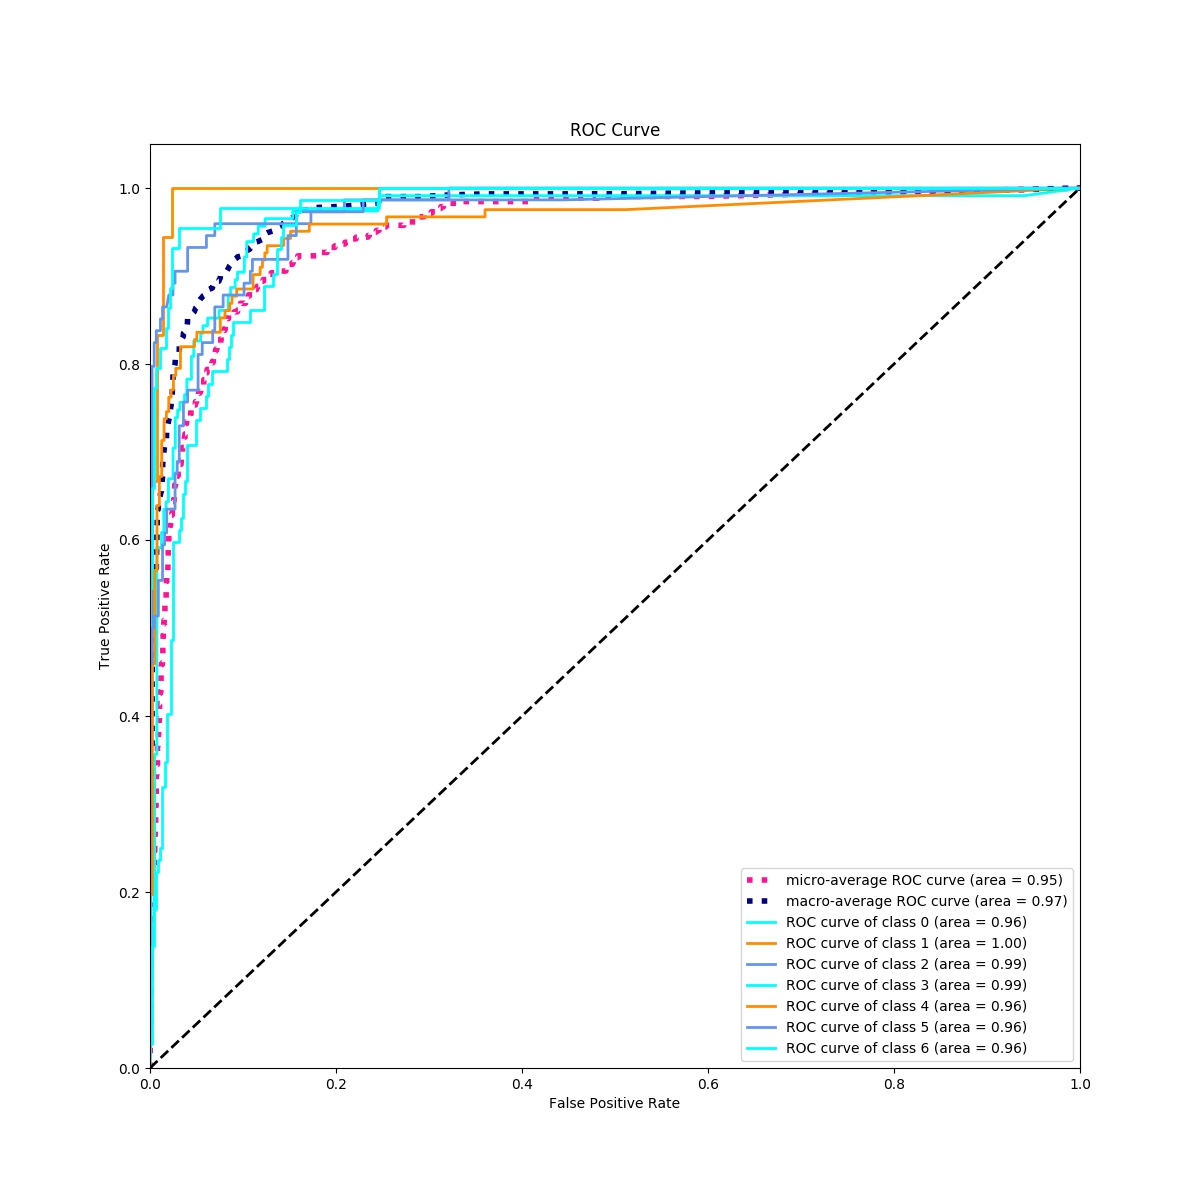 ROC Curve
1.0
0.8
0.6
0.4
0.2
0.0
True Positive Rate
micro-average ROC curve (area = 0.95)
macro-average ROC curve (area = 0.97)
ROC curve of class 0 (area = 0.96)
ROC curve of class 1 (area = 1.00)
ROC curve of class 2 (area = 0.99)
ROC curve of class 3 (area = 0.99)
ROC curve of class 4 (area = 0.96)
ROC curve of class 5 (area = 0.96)
ROC curve of class 6 (area = 0.96)
0.0 0.2 0.4 0.6 0.8 1.0
False Positive Rate